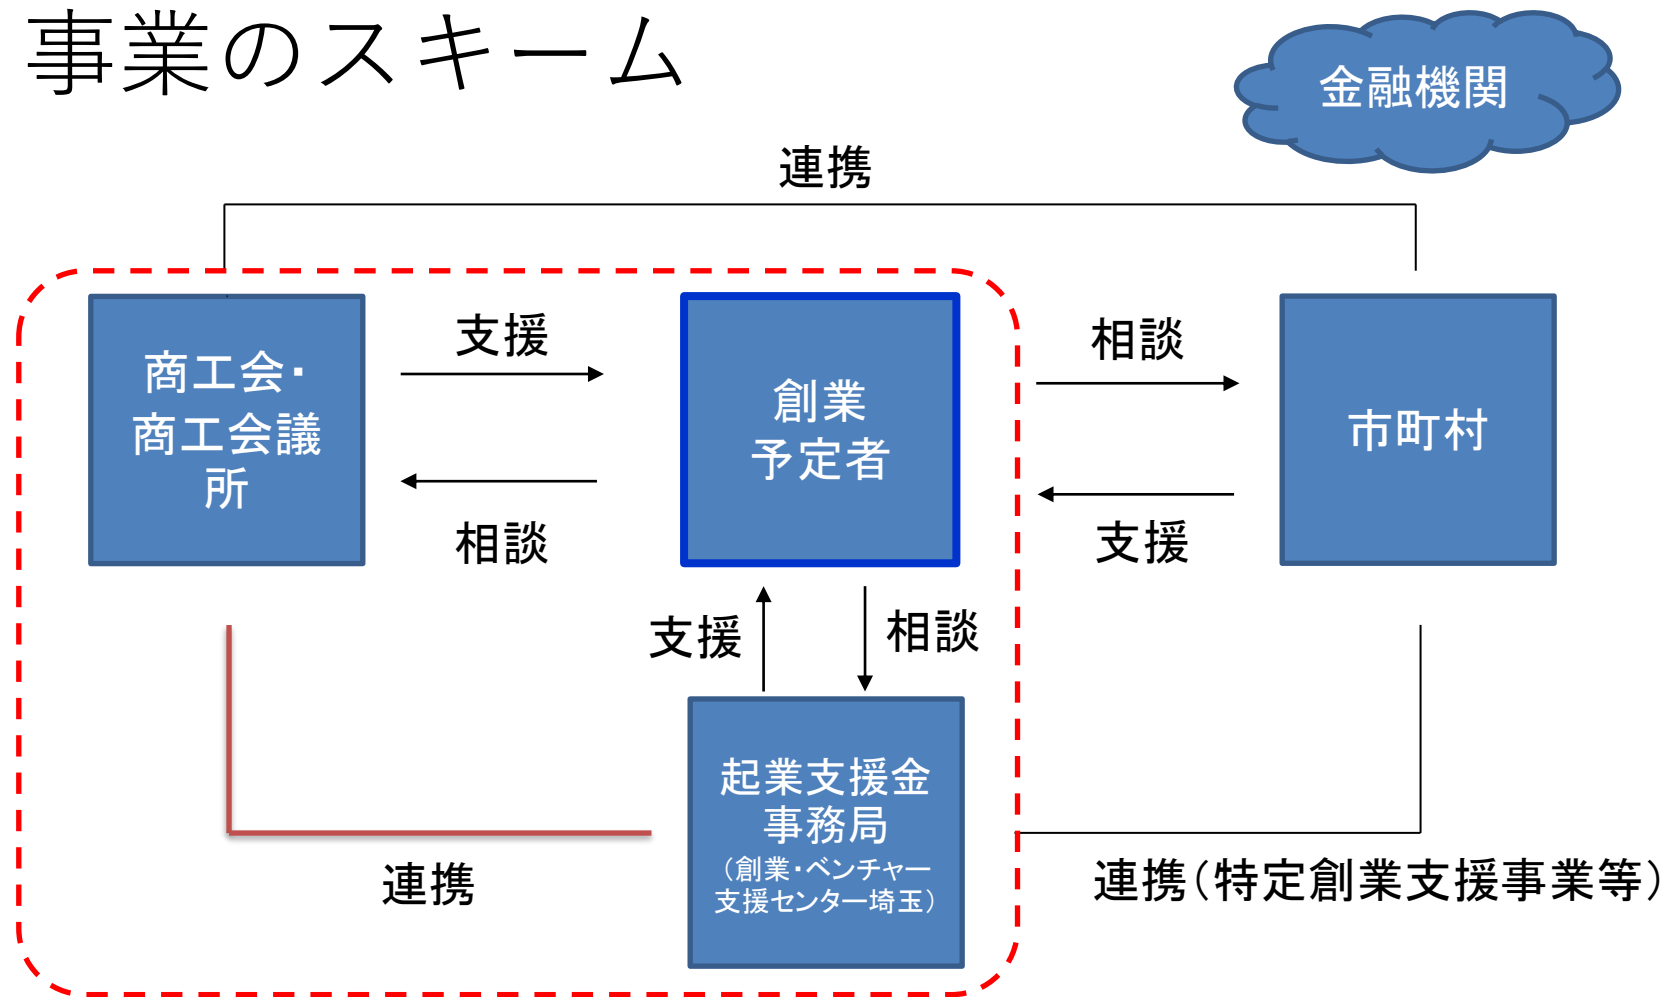 事業のスキーム
金融機関
連携
商工会・
商工会議
所
支援
相談
創業
予定者
相談
支援
市町村
支援
相談
起業支援金
事務局
（創業・ベンチャー
支援センター埼玉）
連携
連携（特定創業支援事業等）